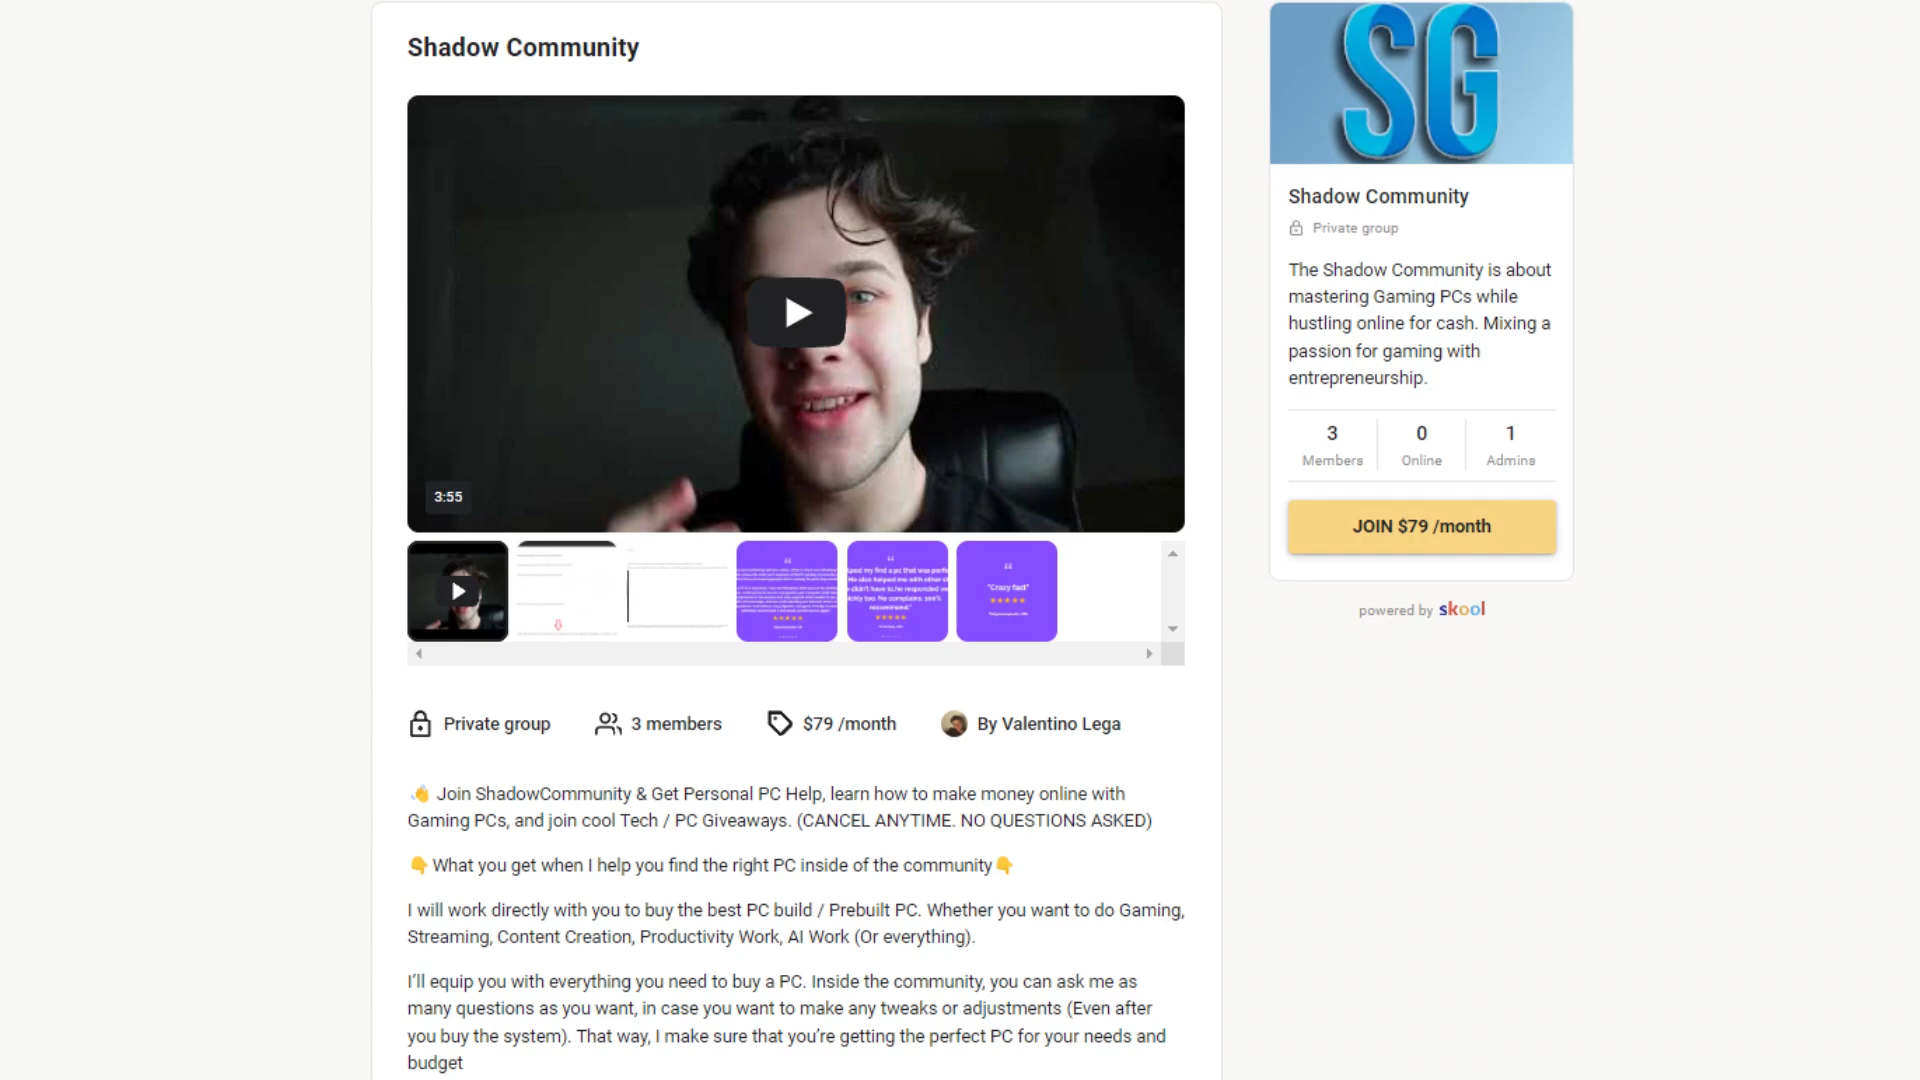 Shadow Community
3:55
"Crazy fast"
Private group
3 members
$79 /month
By Valentino Lega
👋 Join ShadowCommunity & Get Personal PC Help, learn how to make money online with
Gaming PCs, and join cool Tech / PC Giveaways. (CANCEL ANYTIME. NO QUESTIONS ASKED)
👇What you get when I help you find the right PC inside of the community👇
I will work directly with you to buy the best PC build / Prebuilt PC. Whether you want to do Gaming,
Streaming, Content Creation, Productivity Work, AI Work (Or everything).
I’ll equip you with everything you need to buy a PC. Inside the community, you can ask me as
many questions as you want, in case you want to make any tweaks or adjustments (Even after
you buy the system). That way, I make sure that you’re getting the perfect PC for your needs and
budget
SG
Shadow Community
Private group
The Shadow Community is about
mastering Gaming PCs while
hustling online for cash. Mixing a
passion for gaming with
entrepreneurship.
3
Members
0
Online
1
Admins
JOIN $79 /month
powered by skool